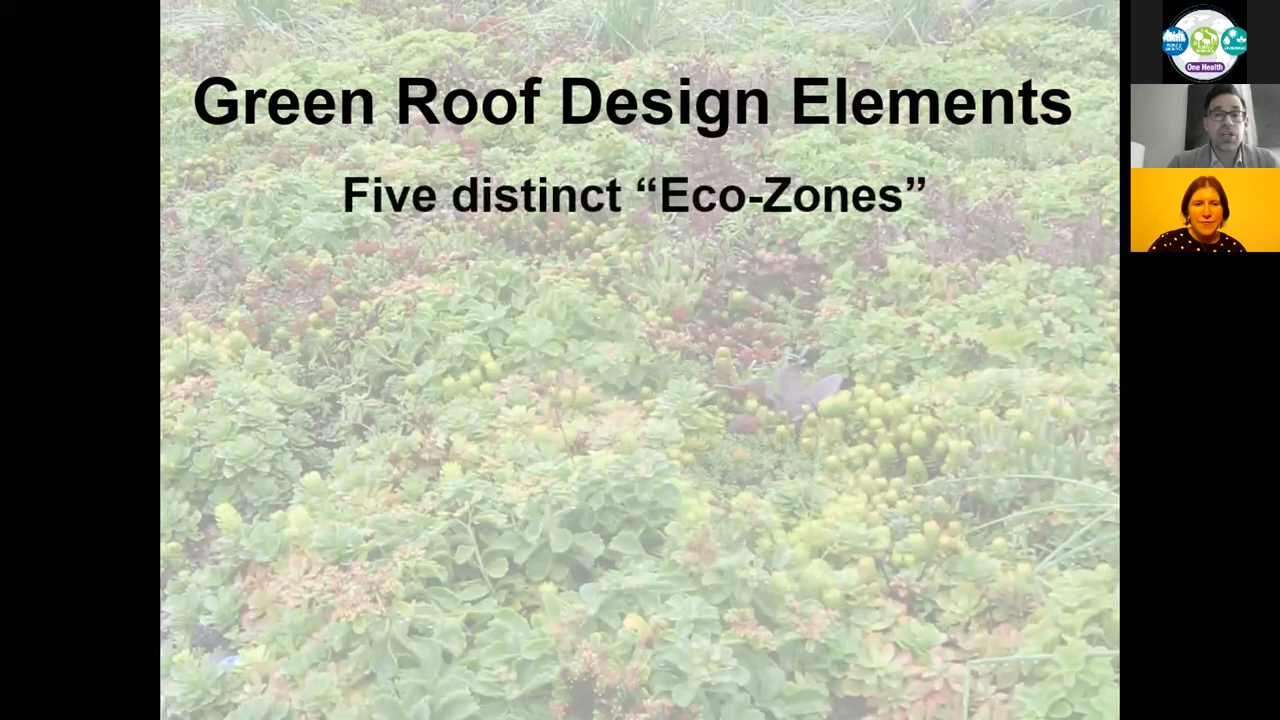 Green Roof Design Elements
Five distinct “Eco-Zones”
One Health